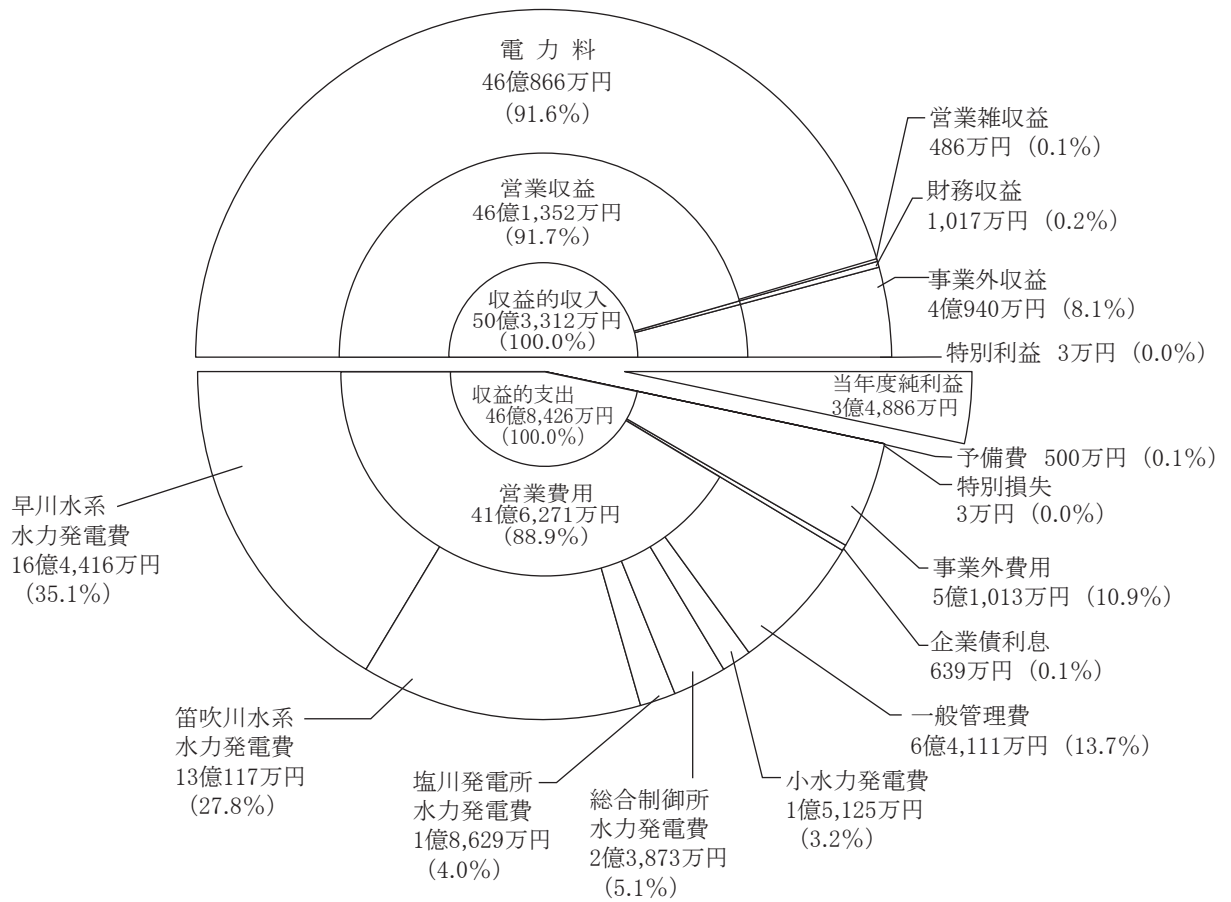 電力料
46億866万円
(91.6%)
営業収益
46億1,352万円
(91.7%)
収益的収入
50億3,312万円
(100.0%)
営業雑収益
486万円 (0.1%)
財務収益
1,017万円 (0.2%)
事業外収益
4億940万円 (8.1%)
特別利益 3万円 (0.0%)
当年度純利益
3億4,886万円
収益的支出
46億8,426万円
(100.0%)
営業費用
41億6,271万円
(88.9%)
予備費 500万円 (0.1%)
特別損失
3万円 (0.0%)
事業外費用
5億1,013万円 (10.9%)
企業債利息
639万円 (0.1%)
一般管理費
6億4,111万円 (13.7%)
小水力発電費
1億5,125万円
(3.2%)
総合制御所
水力発電費
2億3,873万円
(5.1%)
塩川発電所
水力発電費
1億8,629万円
(4.0%)
笛吹川水系
水力発電費
13億117万円
(27.8%)
早川水系
水力発電費
16億4,416万円
(35.1%)